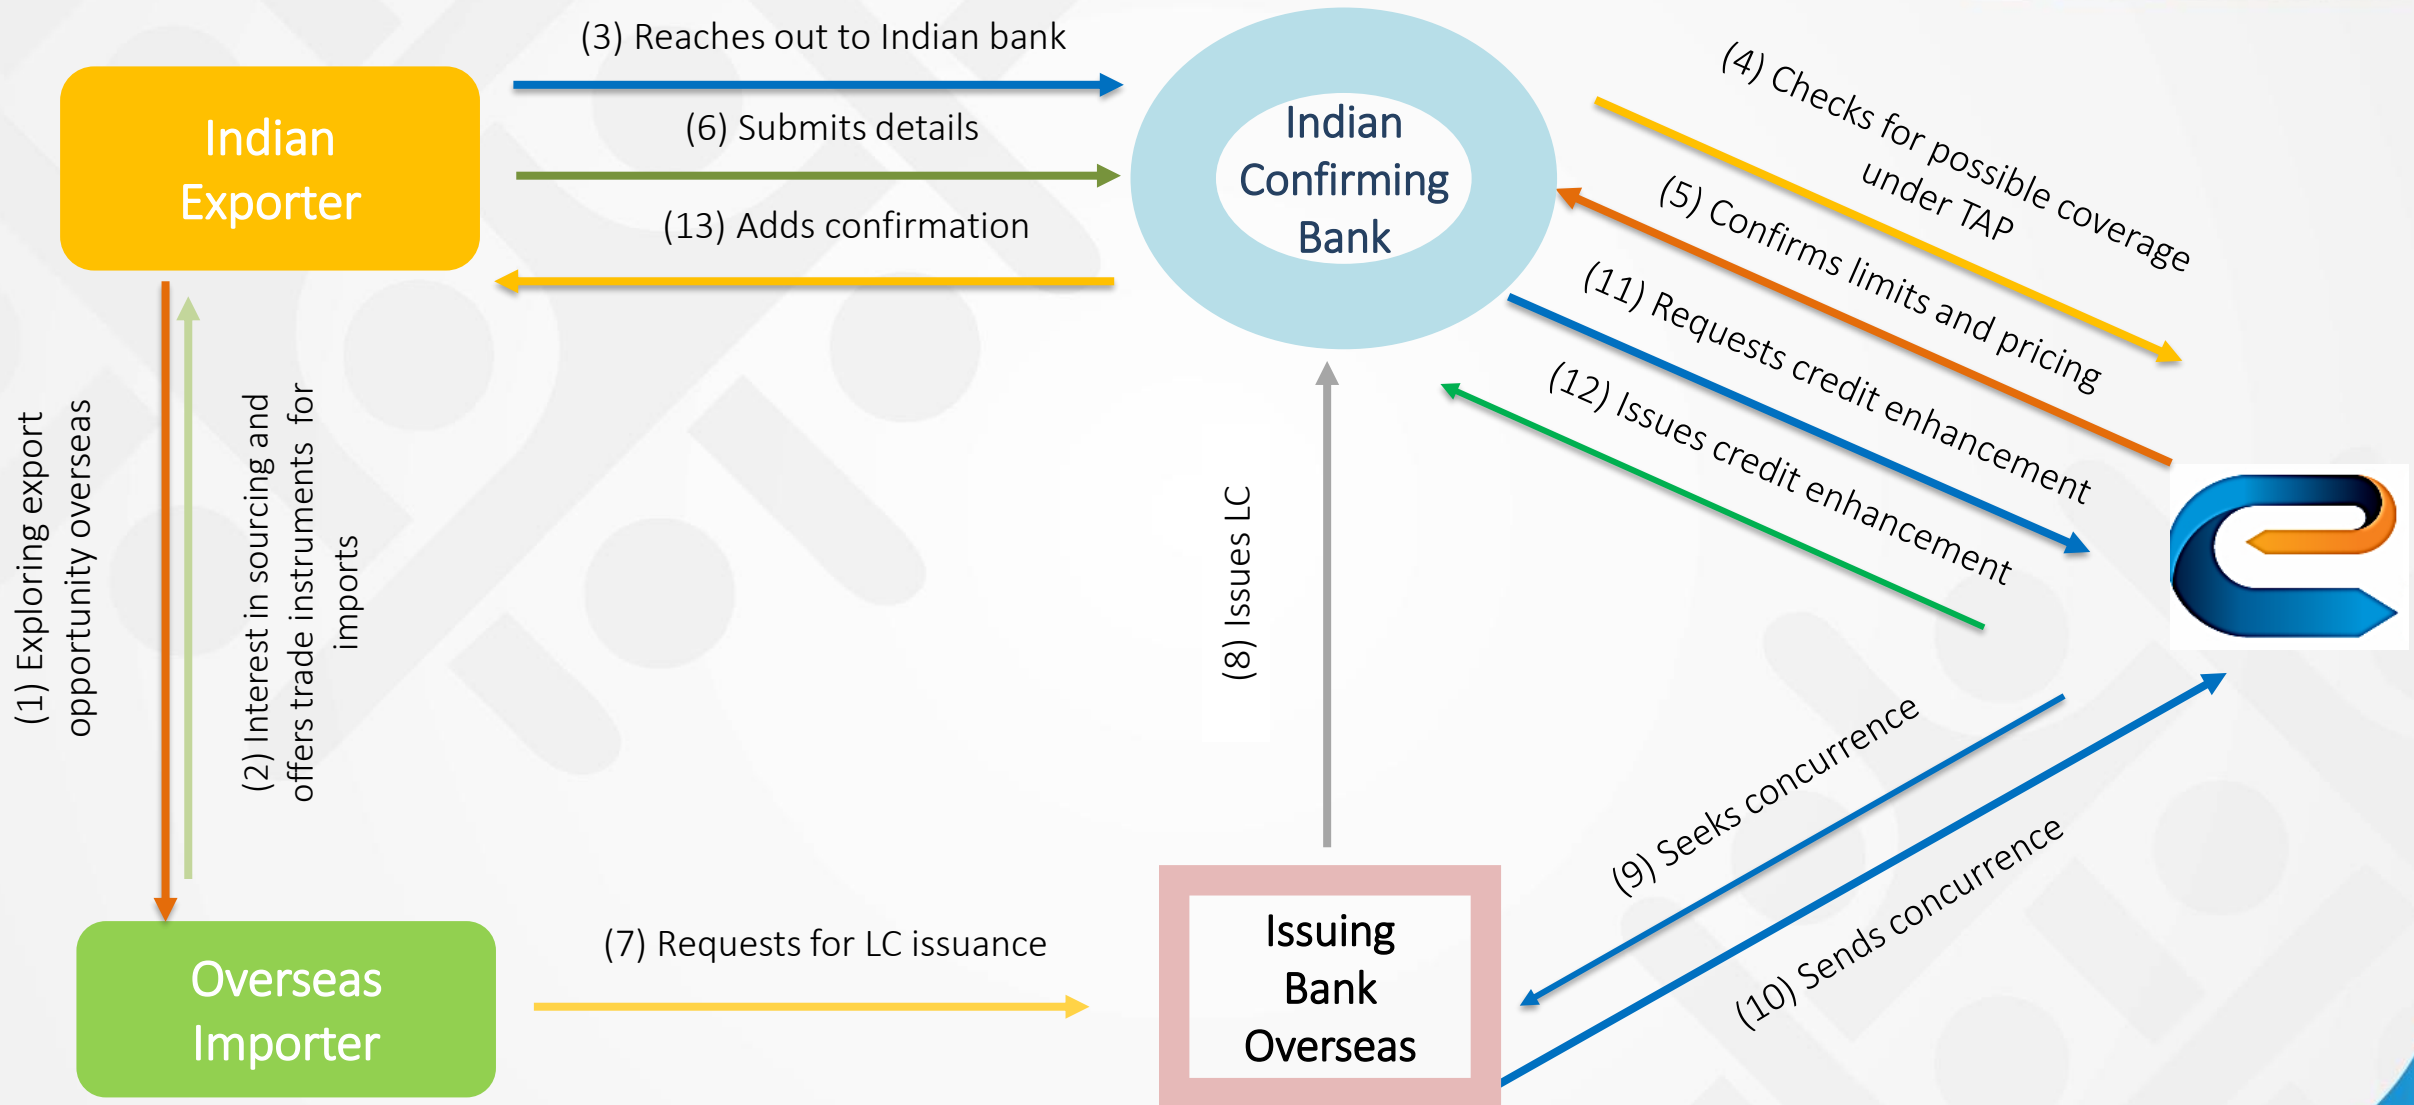 (3) Reaches out to Indian bank
(6) Submits details
(13) Adds confirmation
Indian
Exporter
Indian
Confirming
Bank
(4) Checks for possible coverage
under TAP
(5) Confirms limits and pricing
(11) Requests credit enhancement
(12) Issues credit enhancement
(1) Exploring export
opportunity overseas
(2) Interest in sourcing and
offers trade instruments for
imports
(8) Issues LC
(9) Seeks concurrence
(10) Sends concurrence
Overseas
Importer
(7) Requests for LC issuance
Issuing
Bank
Overseas